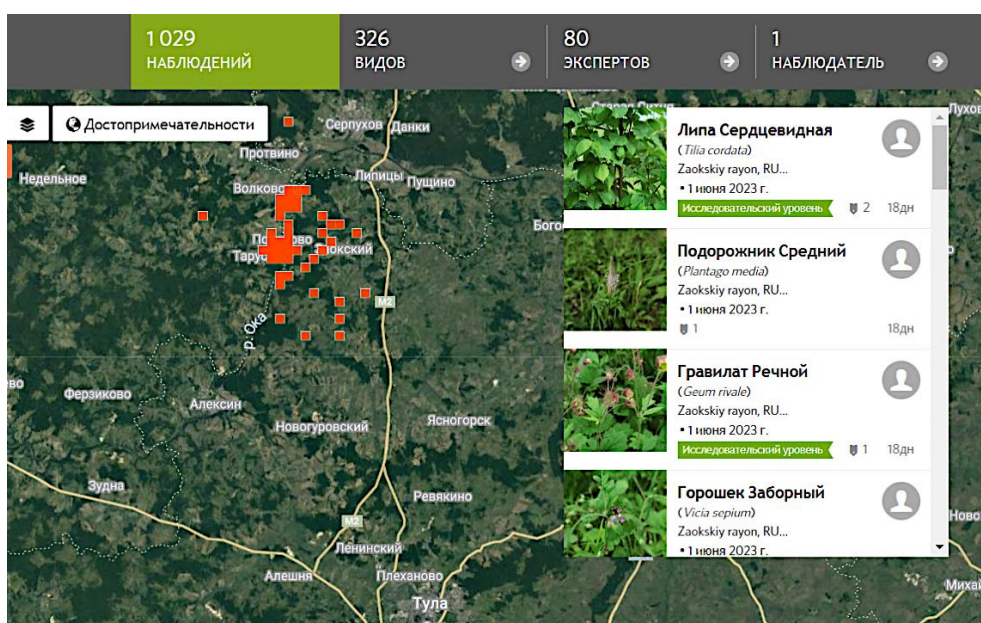 1 029
НАБЛЮДЕНИЙ
326
ВИДОВ
80
ЭКСПЕРТОВ
1
НАБЛЮДАТЕЛЬ
Достопримечательности
Старая Ситня
Серпухов
Данки
Протвино
Недельное
Липицы
Пущино
Волково
М2
р. Ока
Ферзиково
Алексин
Новогуровский
Ясногорск
Зудна
Ревякино
М2
Ленинский
Алешня
Плеханово
Тула
Липа Сердцевидная
(Tilia cordata)
Zaokskiy rayon, RU...
▪ 1 июня 2023 г.
Исследовательский уровень
2
18дн
Подорожник Средний
(Plantago media)
Zaokskiy rayon, RU...
▪ 1 июня 2023 г.
1
18дн
Гравилат Речной
(Geum rivale)
Zaokskiy rayon, RU...
▪ 1 июня 2023 г.
Исследовательский уровень
1
18дн
Горошек Заборный
(Vicia sepium)
Zaokskiy rayon, RU...
▪ 1 июня 2023 г.